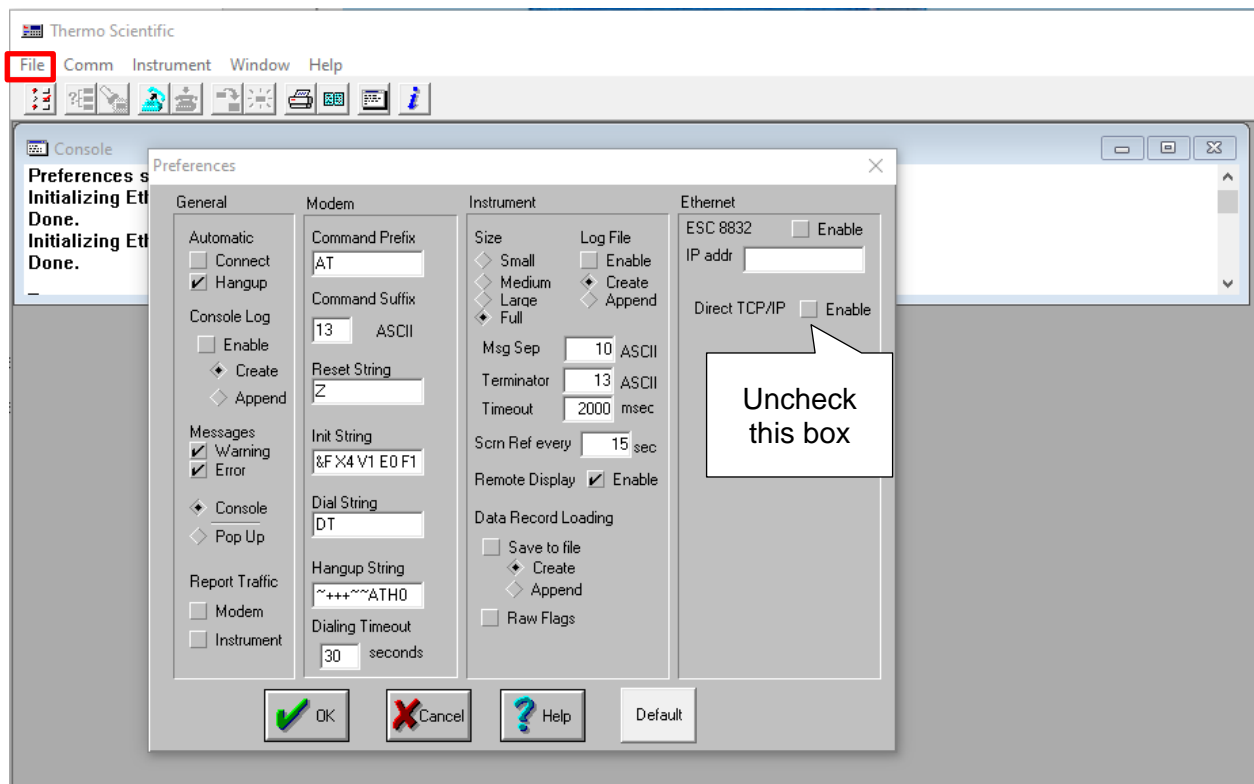 Thermo Scientific
File Comm Instrument Window Help
Console
Preferences s
Initializing Eth
Done.
Initializing Eth
Done.
Preferences
General
Automatic
Connect
Hangup
Console Log
Enable
Create
Append
Messages
Warning
Error
Console
Pop Up
Report Traffic
Modem
Instrument
Modem
Command Prefix
AT
Command Suffix
13 ASCII
Reset String
Z
Init String
&F X4 V1 E0 F1
Dial String
DT
Hangup String
~+++~~ATH0
Dialing Timeout
30 seconds
Instrument
Size
Small
Medium
Large
Full
Log File
Enable
Create
Append
Msg Sep 10 ASCII
Terminator 13 ASCII
Timeout 2000 msec
Scrn Ref every 15 sec
Remote Display Enable
Data Record Loading
Save to file
Create
Append
Raw Flags
Ethernet
ESC 8832 Enable
IP addr
Direct TCP/IP Enable
Uncheck
this box
OK Cancel Help Default